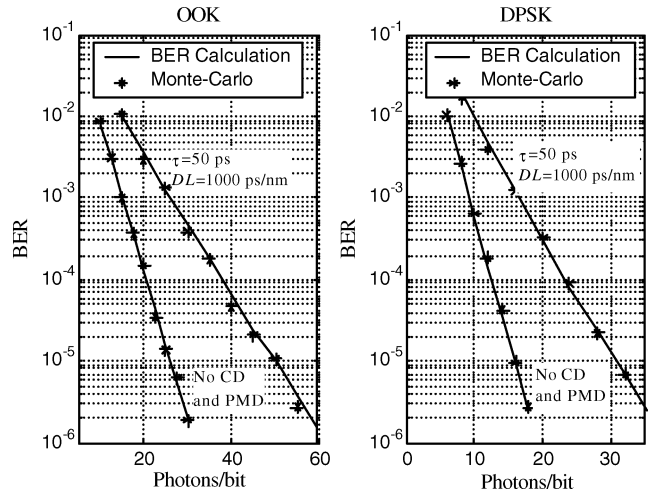 OOK
DPSK
10^-1
10^-2
10^-3
10^-4
10^-5
10^-6
BER
BER Calculation
Monte-Carlo
τ=50 ps
DL=1000 ps/nm
No CD
and PMD
20
40
60
Photons/bit
10^-1
10^-2
10^-3
10^-4
10^-5
10^-6
BER
BER Calculation
Monte-Carlo
τ=50 ps
DL=1000 ps/nm
No CD
and PMD
0
10
20
30
Photons/bit